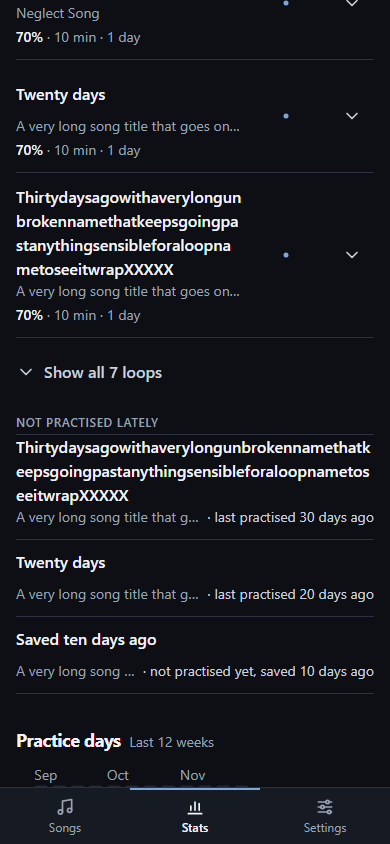 Neglect Song
70% · 10 min · 1 day
Twenty days
A very long song title that goes on...
70% · 10 min · 1 day
Thirtydaysagowithaverylongun
brokennamethatkeepsgoingpa
stanythingsensibleforaloopna
metoseeitwrapXXXXX
A very long song title that goes on...
70% · 10 min · 1 day
Show all 7 loops
NOT PRACTISED LATELY
Thirtydaysagowithaverylongunbrokennamethatk
eepsgoingpastanythingsensibleforaloopnametos
eeitwrapXXXXX
A very long song title that g... · last practised 30 days ago
Twenty days
A very long song title that g... · last practised 20 days ago
Saved ten days ago
A very long song ... · not practised yet, saved 10 days ago
Practice days Last 12 weeks
Sep Oct Nov
Songs Stats Settings